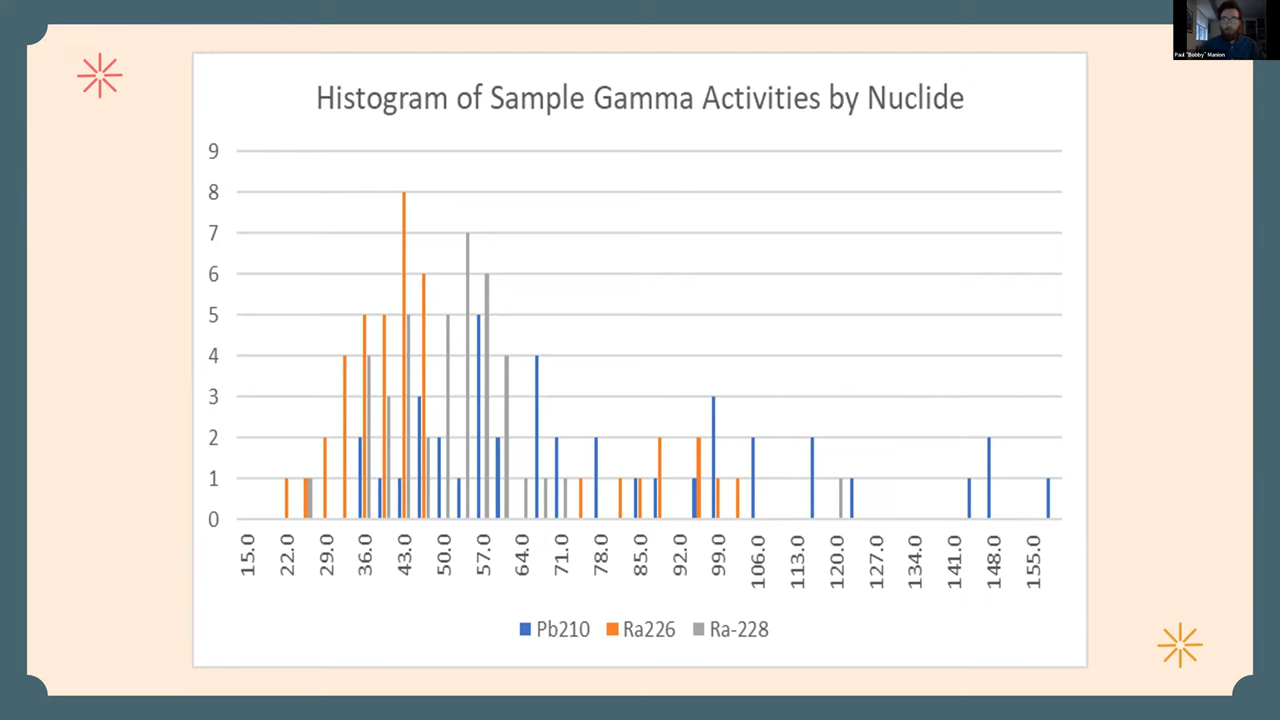 Paul "Bobby" Manion
Histogram of Sample Gamma Activities by Nuclide
9
8
7
6
5
4
3
2
1
0
15.0 22.0 29.0 36.0 43.0 50.0 57.0 64.0 71.0 78.0 85.0 92.0 99.0 106.0 113.0 120.0 127.0 134.0 141.0 148.0 155.0
Pb210 Ra226 Ra-228